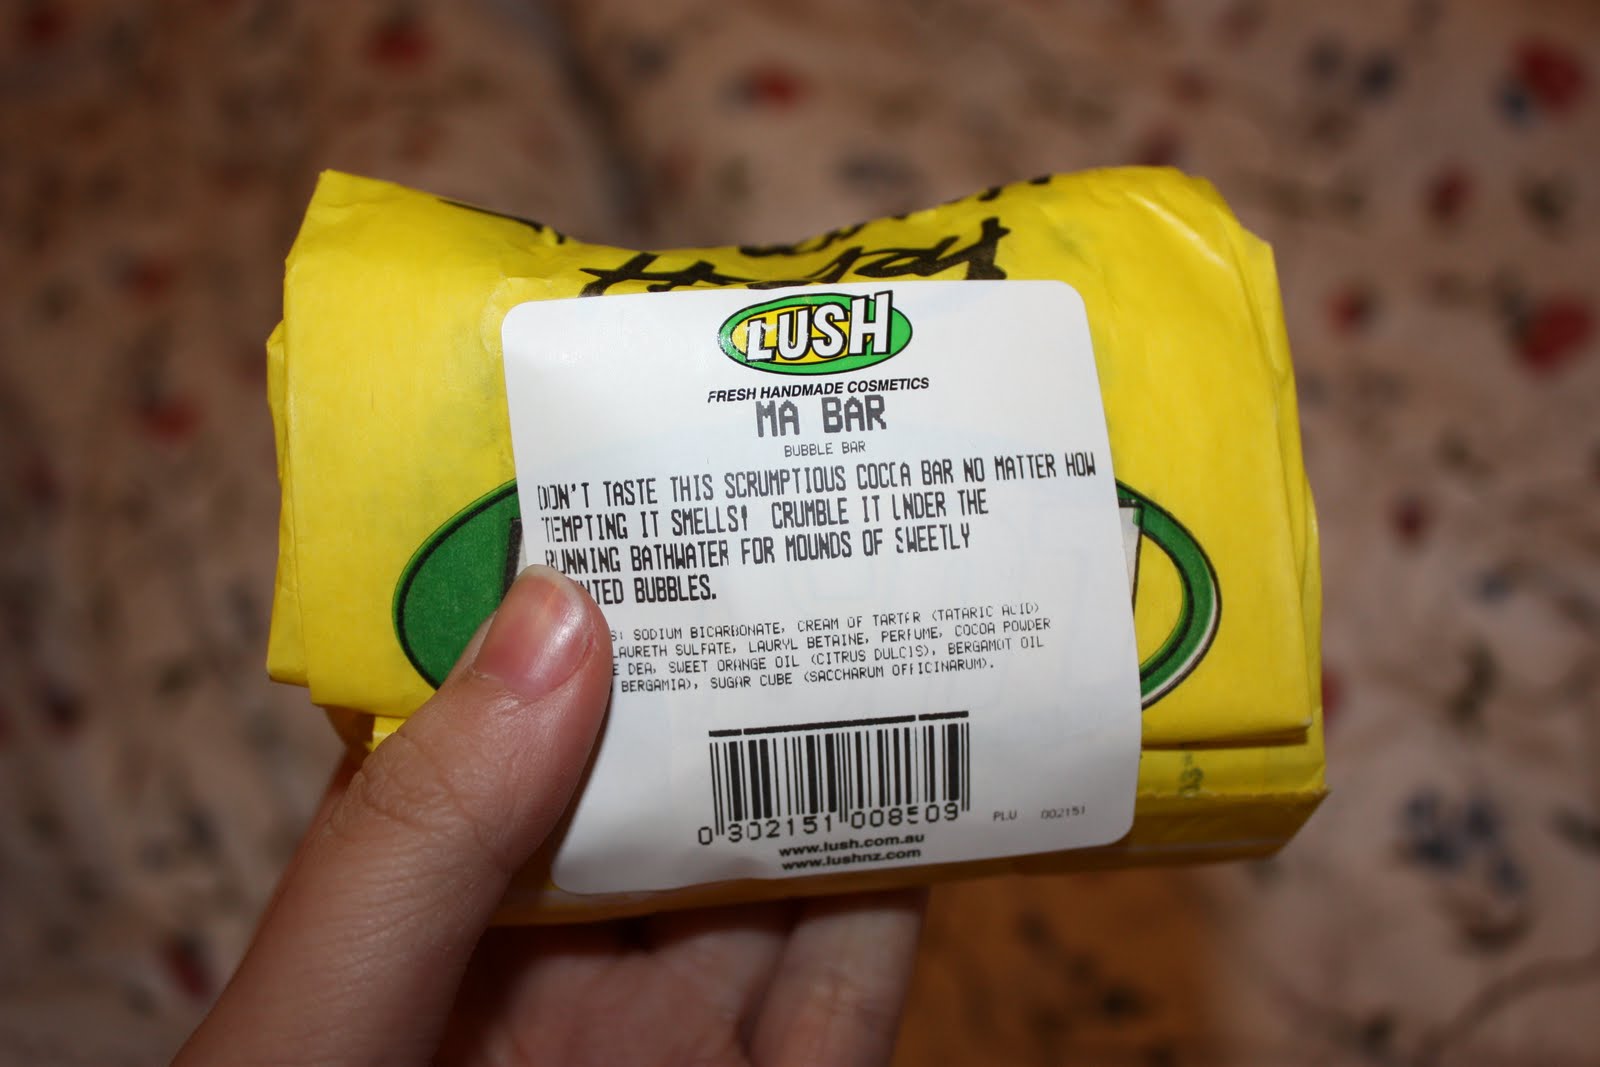 LUSH
FRESH HANDMADE COSMETICS
MA BAR
BUBBLE BAR
DON'T TASTE THIS SCRUMPTIOUS COCOA BAR NO MATTER HOW
TEMPTING IT SMELLS! CRUMBLE IT UNDER THE
RUNNING BATHWATER FOR MOUNDS OF SWEETLY
NTED BUBBLES.
S: SODIUM BICARBONATE, CREAM OF TARTAR (TATARIC ACID)
LAURETH SULFATE, LAURYL BETAINE, PERFUME, COCOA POWDER
E DEA, SWEET ORANGE OIL (CITRUS DULCIS), BERGAMOT OIL
BERGAMIA), SUGAR CUBE (SACCHARUM OFFICINARUM).
0 302151 008509
PLU 002151
www.lush.com.au
www.lushnz.com